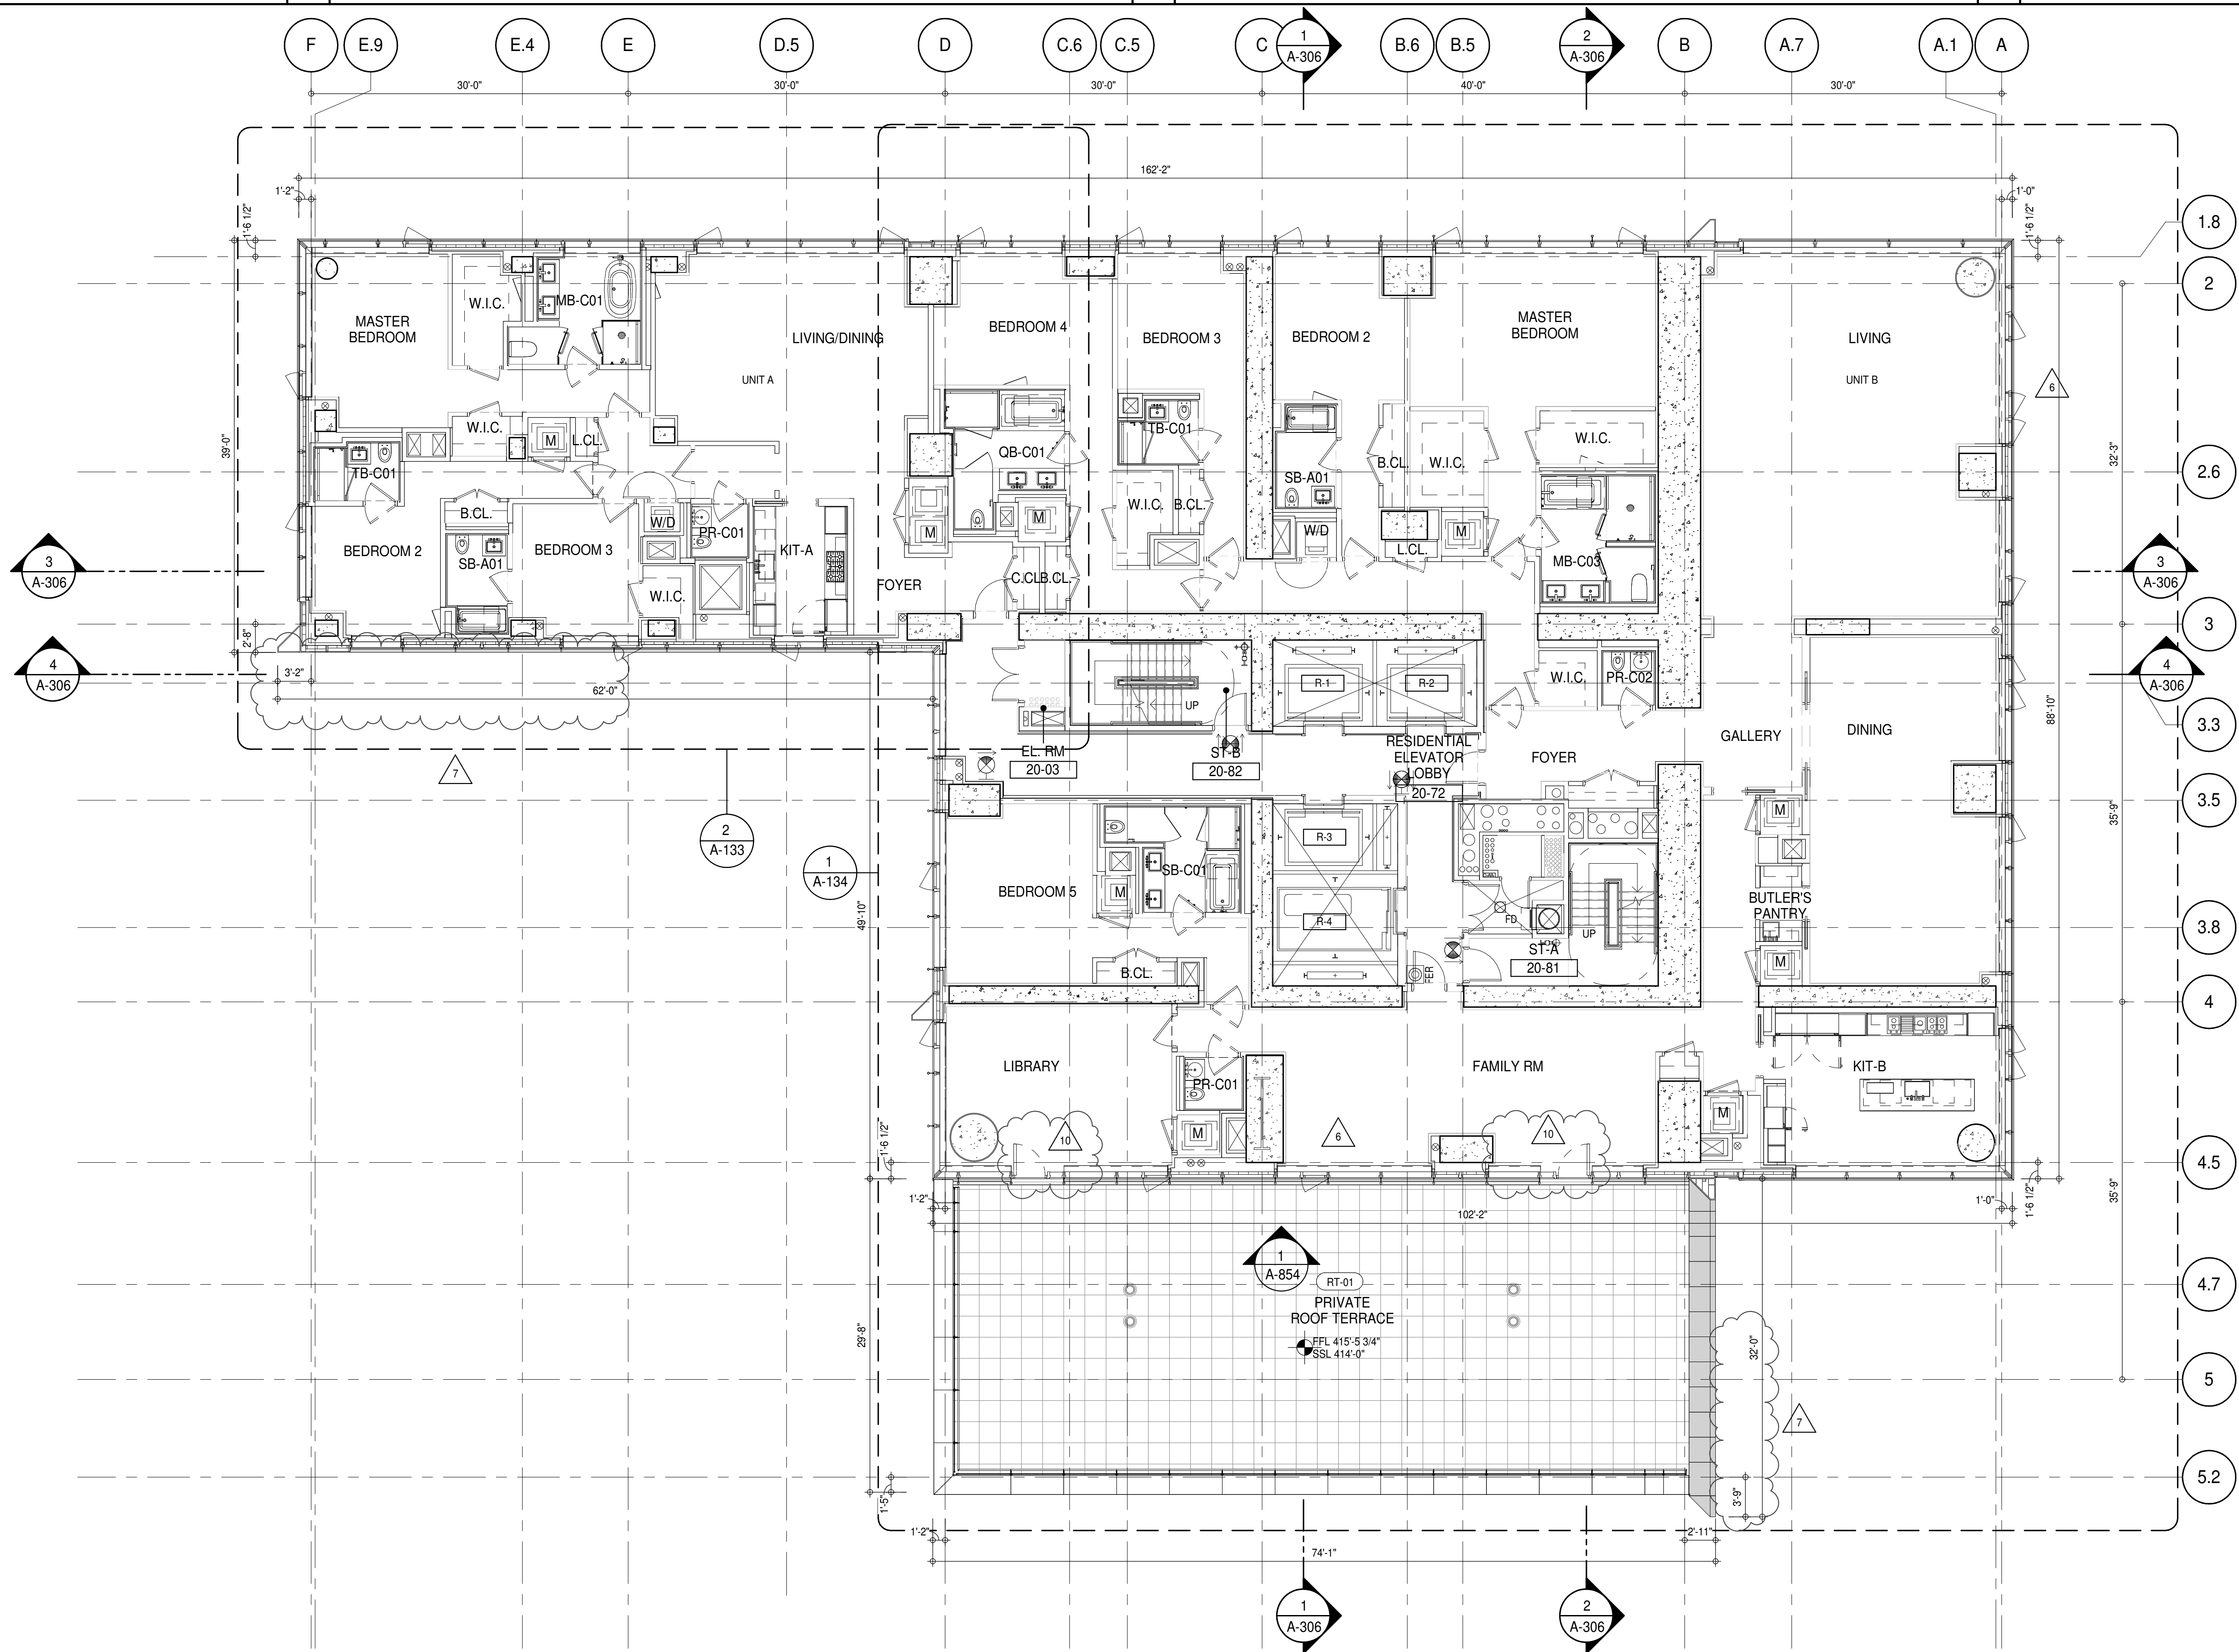 F
E.9
E.4
E
D.5
D
C.6
C.5
C
1
A-306
B.6
B.5
2
A-306
B
A.7
A.1
A
30'-0"
30'-0"
30'-0"
40'-0"
30'-0"
162'-2"
1'-2"
1'-6 1/2"
1'-0"
1'-6 1/2"
1.8
2
2.6
3
3.3
3.5
3.8
4
4.5
4.7
5
5.2
MASTER
BEDROOM
W.I.C.
MB-C01
LIVING/DINING
UNIT A
BEDROOM 4
BEDROOM 3
BEDROOM 2
MASTER
BEDROOM
LIVING
UNIT B
6
39'-0"
32'-3"
W.I.C.
M
L.CL.
TB-C01
QB-C01
TB-C01
W.I.C.
B.CL.
SB-A01
B.CL.
W.I.C.
W.I.C.
B.CL.
BEDROOM 2
SB-A01
BEDROOM 3
W/D
PR-C01
KIT-A
W.I.C.
M
M
FOYER
C.CL.
B.CL.
W/D
L.CL.
M
MB-C03
3
A-306
3
A-306
4
A-306
4
A-306
2'-8"
3'-2"
62'-0"
7
UP
R-1
R-2
W.I.C.
PR-C02
88'-10"
EL. RM
20-03
ST-B
20-82
RESIDENTIAL
ELEVATOR
LOBBY
20-72
FOYER
GALLERY
DINING
2
A-133
1
A-134
49'-10"
35'-9"
BEDROOM 5
M
SB-C01
B.CL.
R-3
R-4
FD
UP
ST-A
20-81
FER
M
BUTLER'S
PANTRY
M
LIBRARY
PR-C01
M
FAMILY RM
KIT-B
M
10
6
10
1'-6 1/2"
1'-2"
1'-0"
1'-6 1/2"
35'-9"
102'-2"
1
A-854
RT-01
PRIVATE
ROOF TERRACE
FFL 415'-5 3/4"
SSL 414'-0"
29'-8"
32'-0"
7
3'-9"
1'-5"
1'-2"
2'-11"
74'-1"
1
A-306
2
A-306